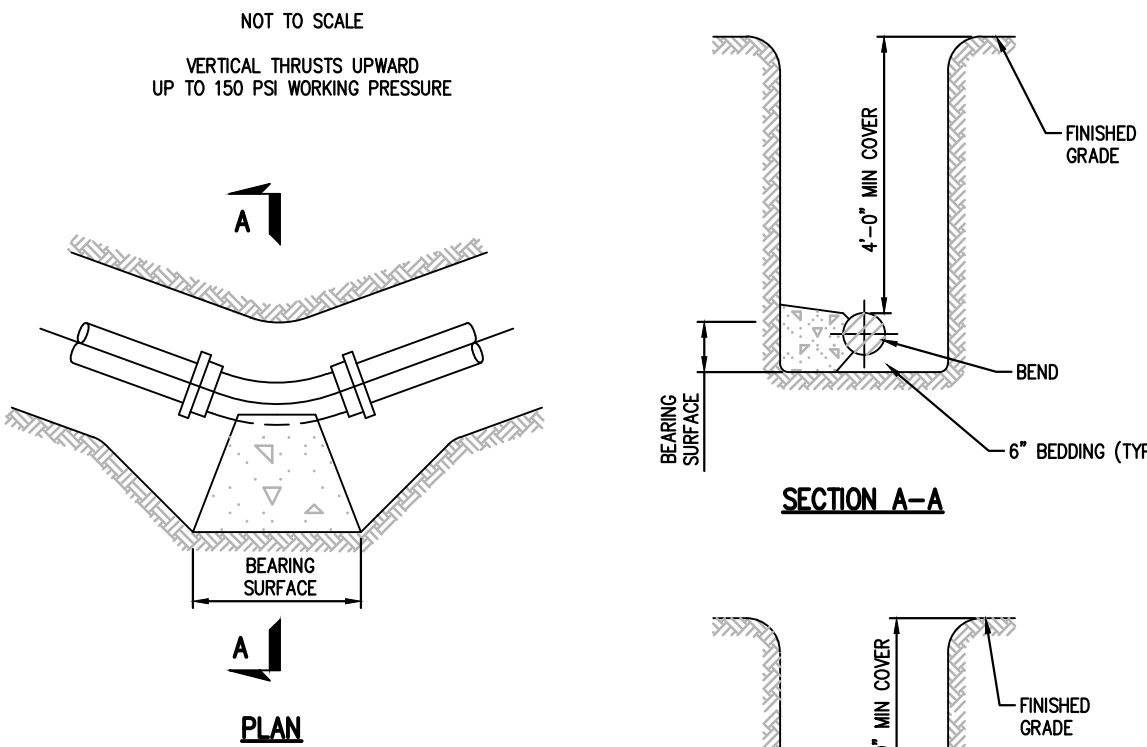 NOT TO SCALE
VERTICAL THRUSTS UPWARD
UP TO 150 PSI WORKING PRESSURE
A
BEARING
SURFACE
A
PLAN
4'-0" MIN COVER
FINISHED
GRADE
BEND
BEARING
SURFACE
6" BEDDING (TYP
SECTION A-A
" MIN COVER
FINISHED
GRADE